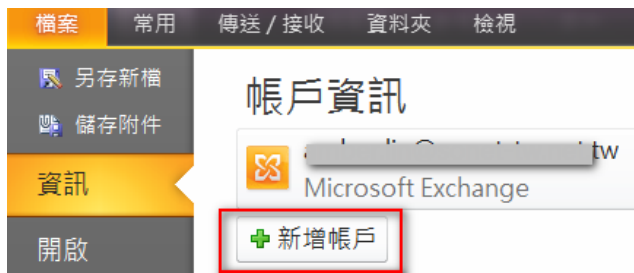 檔案 常用 傳送 / 接收 資料夾 檢視
另存新檔
儲存附件
資訊
開啟
帳戶資訊
tw
Microsoft Exchange
新增帳戶